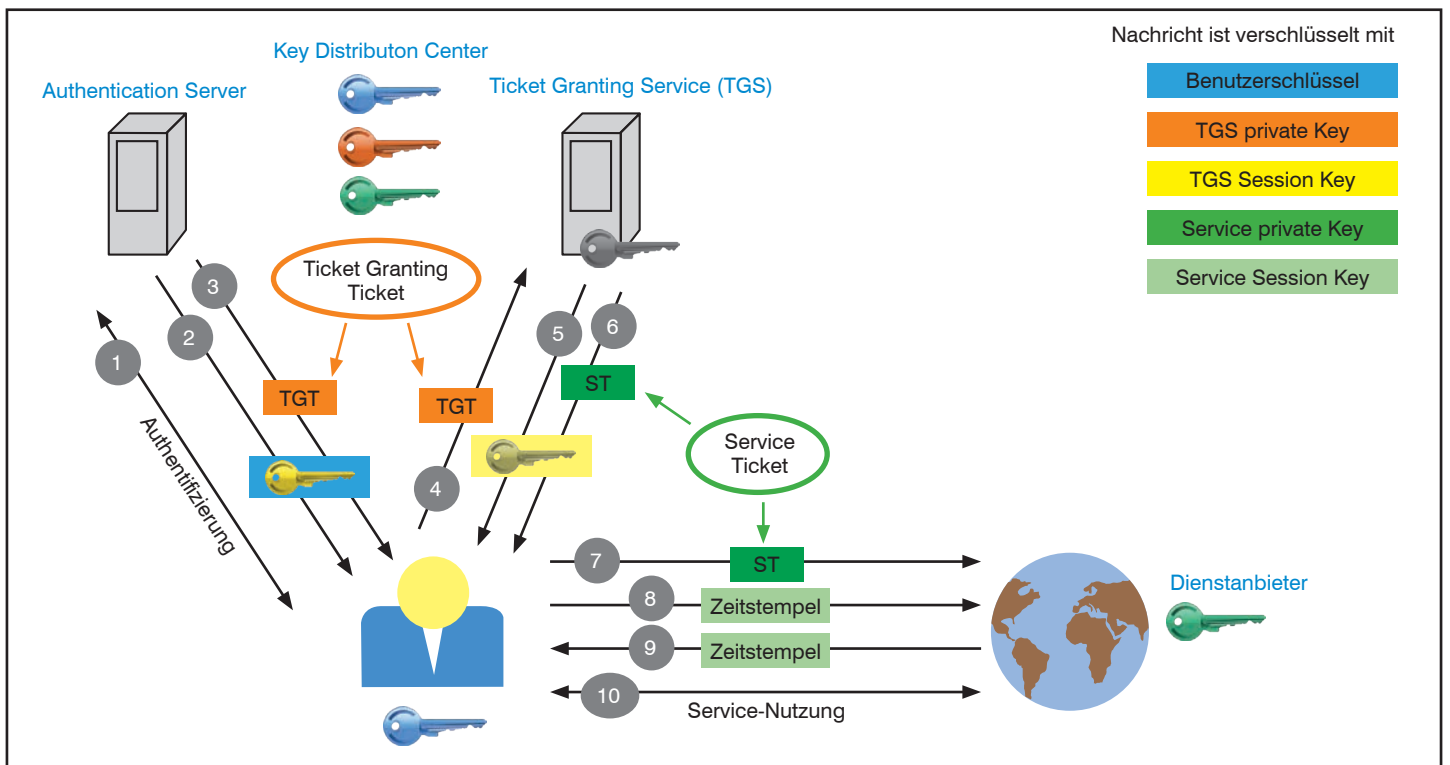 Nachricht ist verschlüsselt mit
Key Distributon Center
Authentication Server
Ticket Granting Service (TGS)
Benutzerschlüssel
TGS private Key
TGS Session Key
Service private Key
Service Session Key
Ticket Granting
Ticket
3
2
1
5
6
TGT
TGT
ST
4
Authentifizierung
Service
Ticket
7
ST
8
Zeitstempel
9
Zeitstempel
10
Service-Nutzung
Dienstanbieter